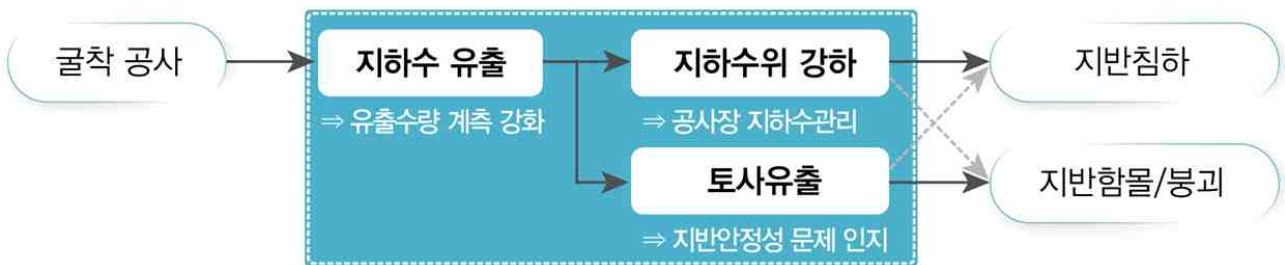 굴착 공사
지하수 유출
⇒ 유출수량 계측 강화
지하수위 강하
⇒ 공사장 지하수관리
토사유출
⇒ 지반안정성 문제 인지
지반침하
지반함몰/붕괴